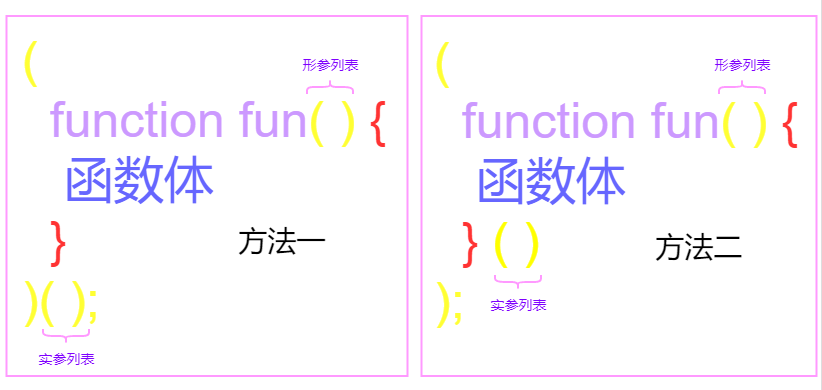 (
形参列表
function fun( ) {
函数体
}
方法一
)( );
实参列表
(
形参列表
function fun( ) {
函数体
} ( )
方法二
实参列表
);